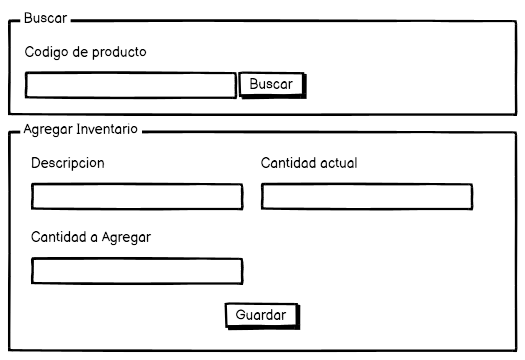 Buscar
Codigo de producto
Buscar
Agregar Inventario
Descripcion Cantidad actual
Cantidad a Agregar
Guardar